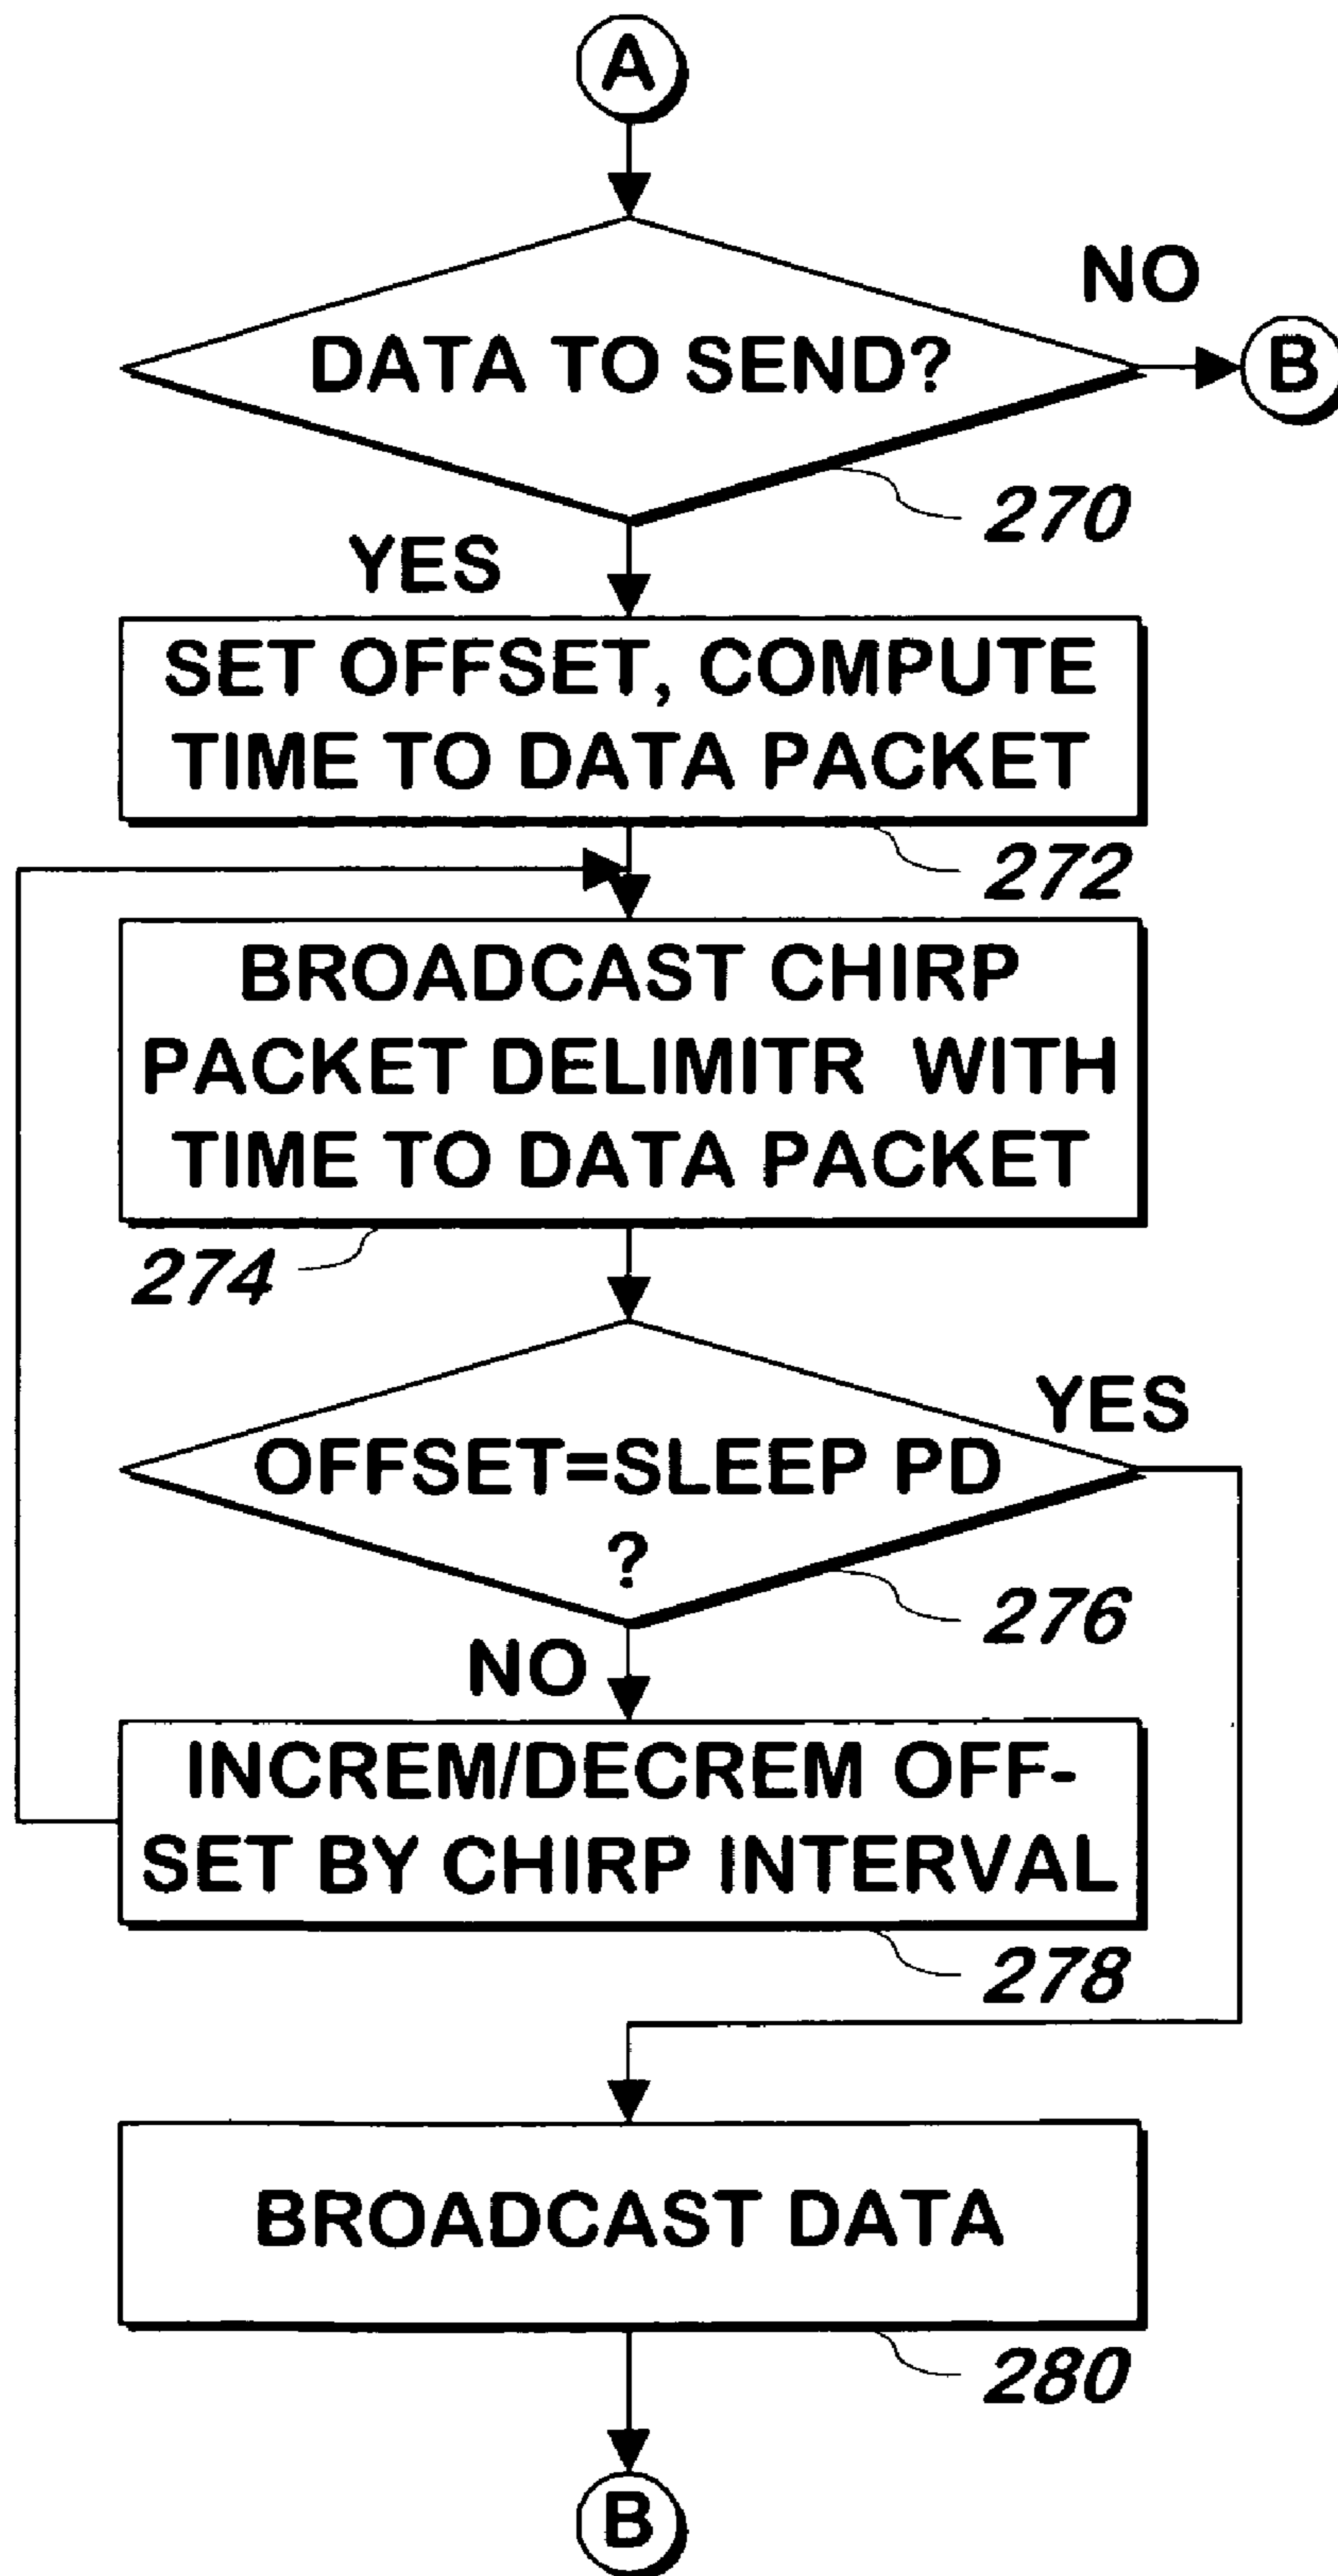 A
NO
DATA TO SEND?
B
270
YES
SET OFFSET, COMPUTE
TIME TO DATA PACKET
272
BROADCAST CHIRP
PACKET DELIMITR WITH
TIME TO DATA PACKET
274
YES
OFFSET=SLEEP PD
?
276
NO
INCREM/DECREM OFF-
SET BY CHIRP INTERVAL
278
BROADCAST DATA
280
B